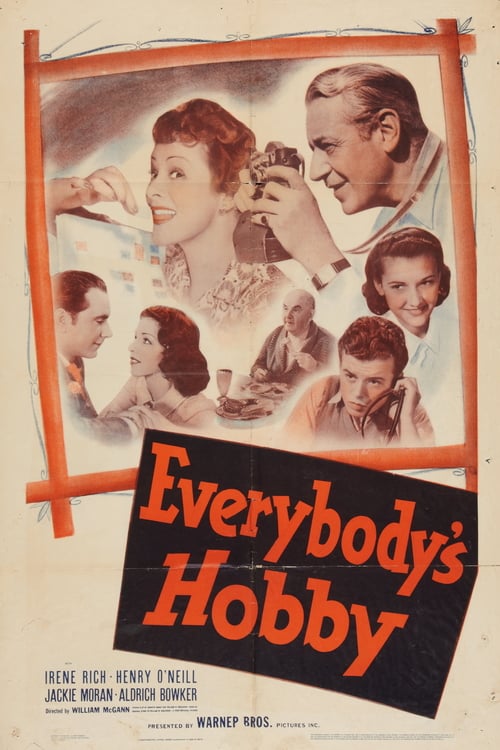 Everybody's
Hobby
WITH
IRENE RICH · HENRY O'NEILL
JACKIE MORAN · ALDRICH BOWKER
Directed by WILLIAM McGANN
PRESENTED BY WARNER BROS. PICTURES INC.